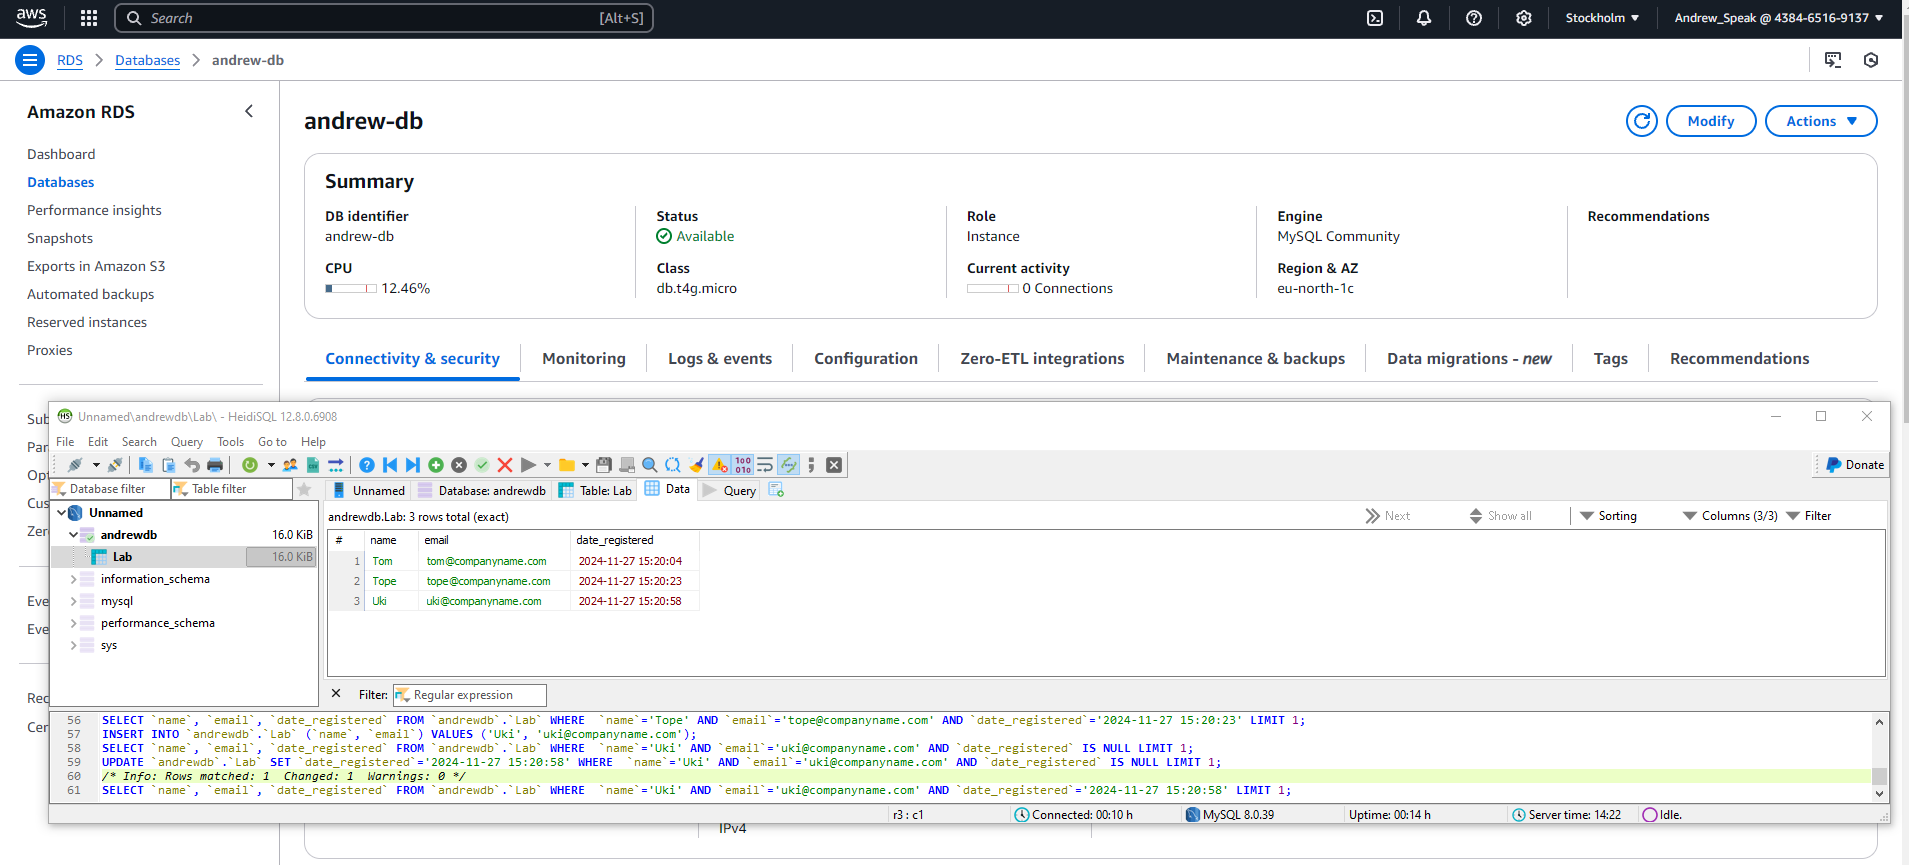 aws
Search [Alt+S]
Stockholm ▼
Andrew_Speak @ 4384-6516-9137 ▼
RDS > Databases > andrew-db
Amazon RDS
Dashboard
Databases
Performance insights
Snapshots
Exports in Amazon S3
Automated backups
Reserved instances
Proxies
Sub
Par
Op
Cus
Zer
Eve
Eve
Rec
Cer
andrew-db
Modify
Actions ▼
Summary
DB identifier
andrew-db
Status
Available
Role
Instance
Engine
MySQL Community
Recommendations
CPU
12.46%
Class
db.t4g.micro
Current activity
0 Connections
Region & AZ
eu-north-1c
Connectivity & security
Monitoring
Logs & events
Configuration
Zero-ETL integrations
Maintenance & backups
Data migrations - new
Tags
Recommendations
HS Unnamed\andrewdb\Lab\ - HeidiSQL 12.8.0.6908
File Edit Search Query Tools Go to Help
Donate
Database filter
Table filter
Unnamed
Database: andrewdb
Table: Lab
Data
Query
Unnamed
andrewdb 16.0 KiB
Lab 16.0 KiB
information_schema
mysql
performance_schema
sys
andrewdb.Lab: 3 rows total (exact)
Next
Show all
Sorting
Columns (3/3)
Filter
# name email date_registered
1 Tom tom@companyname.com 2024-11-27 15:20:04
2 Tope tope@companyname.com 2024-11-27 15:20:23
3 Uki uki@companyname.com 2024-11-27 15:20:58
Filter: Regular expression
56 SELECT `name`, `email`, `date_registered` FROM `andrewdb`.`Lab` WHERE  `name`='Tope' AND `email`='tope@companyname.com' AND `date_registered`='2024-11-27 15:20:23' LIMIT 1;
57 INSERT INTO `andrewdb`.`Lab` (`name`, `email`) VALUES ('Uki', 'uki@companyname.com');
58 SELECT `name`, `email`, `date_registered` FROM `andrewdb`.`Lab` WHERE  `name`='Uki' AND `email`='uki@companyname.com' AND `date_registered` IS NULL LIMIT 1;
59 UPDATE `andrewdb`.`Lab` SET `date_registered`='2024-11-27 15:20:58' WHERE  `name`='Uki' AND `email`='uki@companyname.com' AND `date_registered` IS NULL LIMIT 1;
60 /* Info: Rows matched: 1  Changed: 1  Warnings: 0 */
61 SELECT `name`, `email`, `date_registered` FROM `andrewdb`.`Lab` WHERE  `name`='Uki' AND `email`='uki@companyname.com' AND `date_registered`='2024-11-27 15:20:58' LIMIT 1;
r3 : c1
Connected: 00:10 h
MySQL 8.0.39
Uptime: 00:14 h
Server time: 14:22
Idle.
IPv4